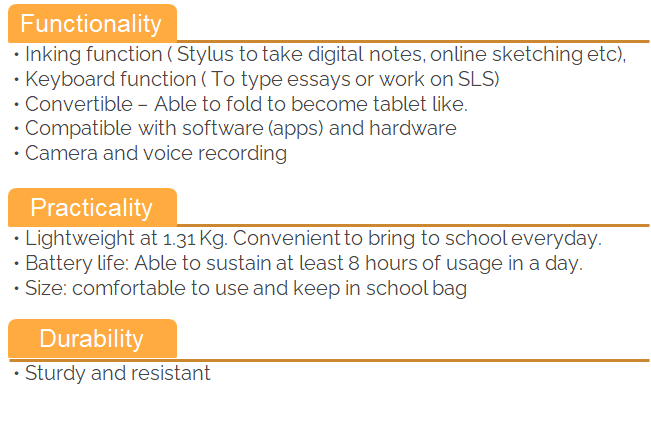 Functionality
• Inking function ( Stylus to take digital notes, online sketching etc),
• Keyboard function ( To type essays or work on SLS)
• Convertible – Able to fold to become tablet like.
• Compatible with software (apps) and hardware
• Camera and voice recording
Practicality
• Lightweight at 1.31 Kg. Convenient to bring to school everyday.
• Battery life: Able to sustain at least 8 hours of usage in a day.
• Size: comfortable to use and keep in school bag
Durability
• Sturdy and resistant